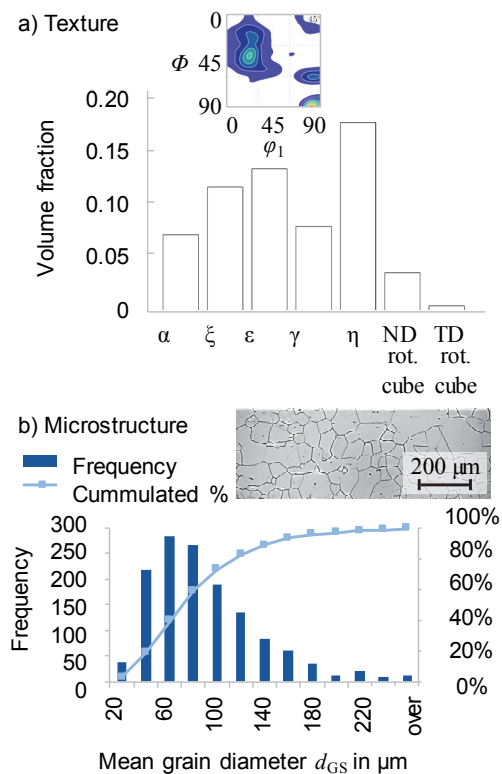 a) Texture
0
45
90
Φ
45°
0 45 90
φ1
0.20
0.15
0.10
0.05
0
Volume fraction
α ξ ε γ η ND rot. cube TD rot. cube
b) Microstructure
Frequency
Cummulated %
200 µm
300
250
200
150
100
50
0
Frequency
100%
80%
60%
40%
20%
0%
20 60 100 140 180 220 over
Mean grain diameter dGS in µm